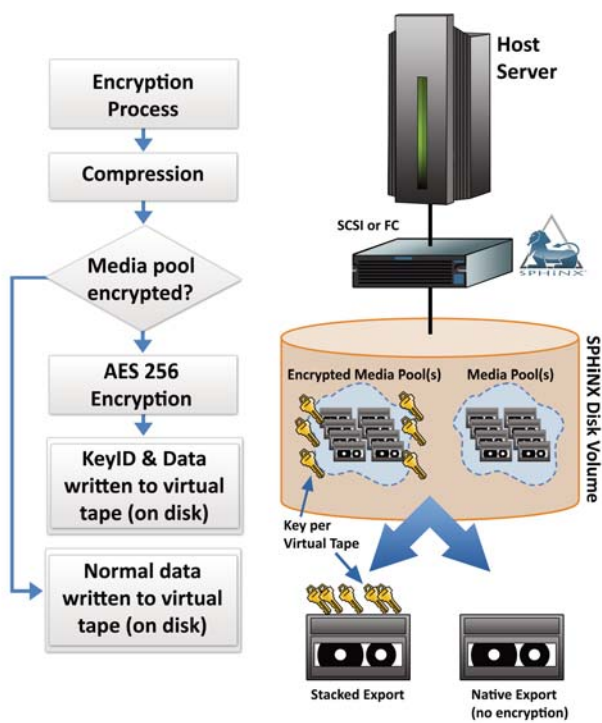 Encryption
Process
Compression
Media pool
encrypted?
AES 256
Encryption
KeyID & Data
written to virtual
tape (on disk)
Normal data
written to virtual
tape (on disk)
Host
Server
SCSI or FC
SPHiNX
SPHiNX Disk Volume
Encrypted Media Pool(s)
Media Pool(s)
Key per
Virtual Tape
Stacked Export
Native Export
(no encryption)